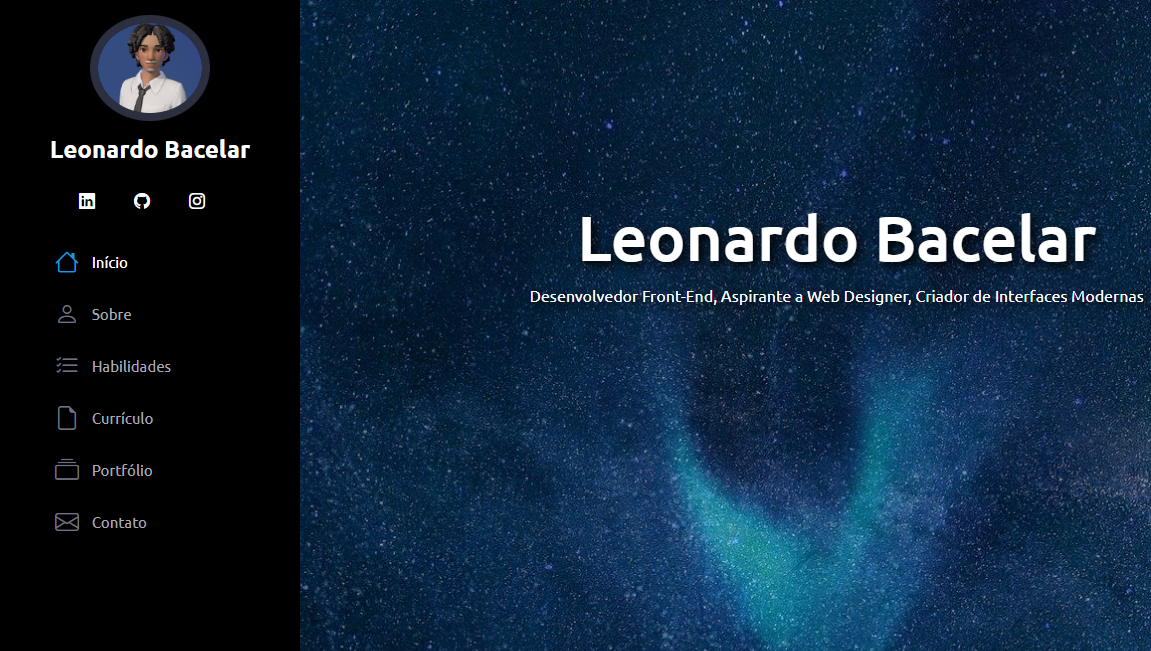 Leonardo Bacelar
Início
Sobre
Habilidades
Currículo
Portfólio
Contato
Leonardo Bacelar
Desenvolvedor Front-End, Aspirante a Web Designer, Criador de Interfaces Modernas